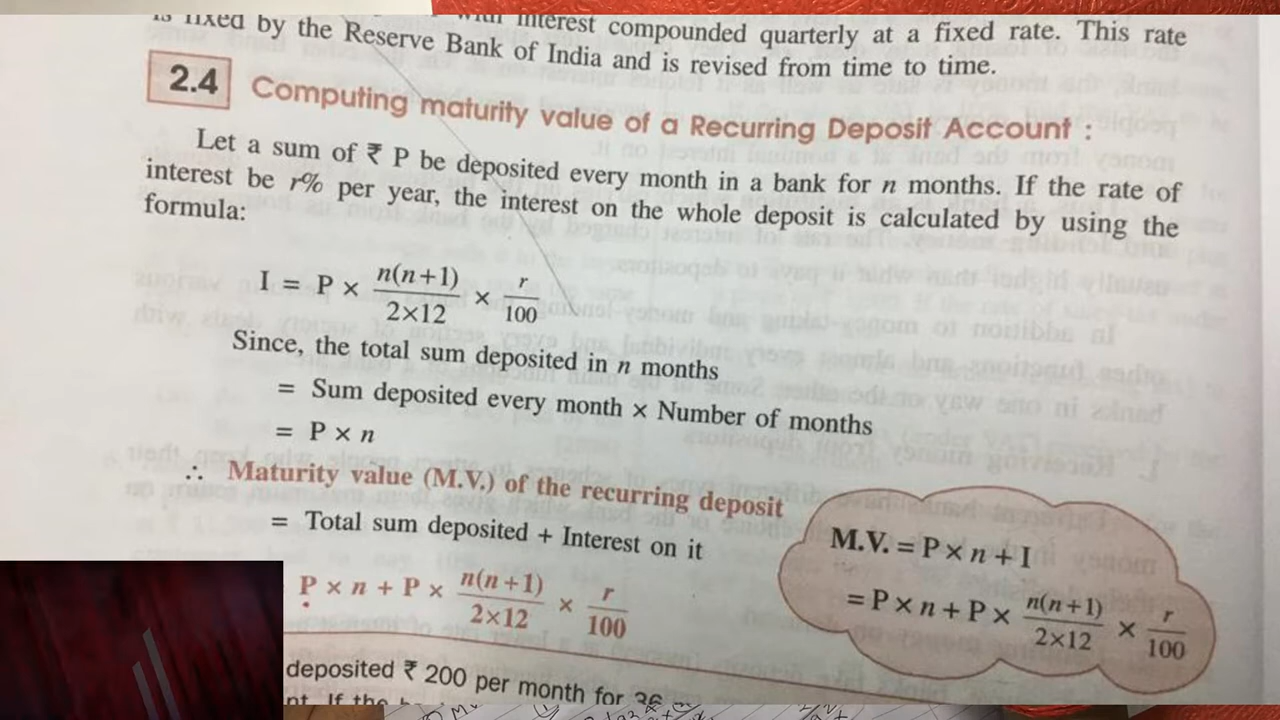 is fixed by the Reserve Bank of India and is revised from time to time.
with interest compounded quarterly at a fixed rate. This rate
2.4 Computing maturity value of a Recurring Deposit Account :
Let a sum of ₹ P be deposited every month in a bank for n months. If the rate of
interest be r% per year, the interest on the whole deposit is calculated by using the
formula:
I = P × n(n+1)/2×12 × r/100
Since, the total sum deposited in n months
= Sum deposited every month × Number of months
= P × n
∴ Maturity value (M.V.) of the recurring deposit
= Total sum deposited + Interest on it
P × n + P × n(n+1)/2×12 × r/100
M.V. = P × n + I
= P × n + P × n(n+1)/2×12 × r/100
deposited ₹ 200 per month for 36
If the